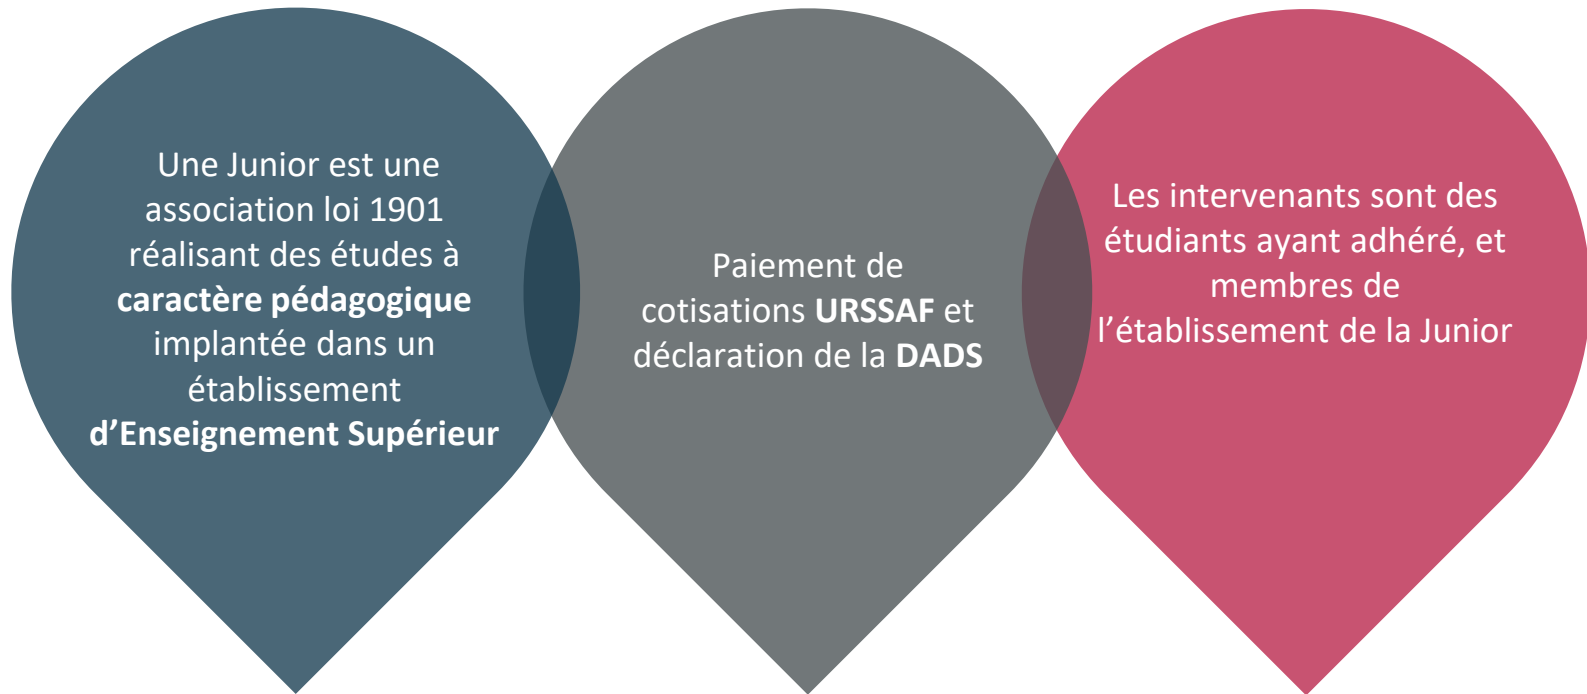 Une Junior est une
association loi 1901
réalisant des études à
caractère pédagogique
implantée dans un
établissement
d’Enseignement Supérieur
Paiement de
cotisations URSSAF et
déclaration de la DADS
Les intervenants sont des
étudiants ayant adhéré, et
membres de
l’établissement de la Junior